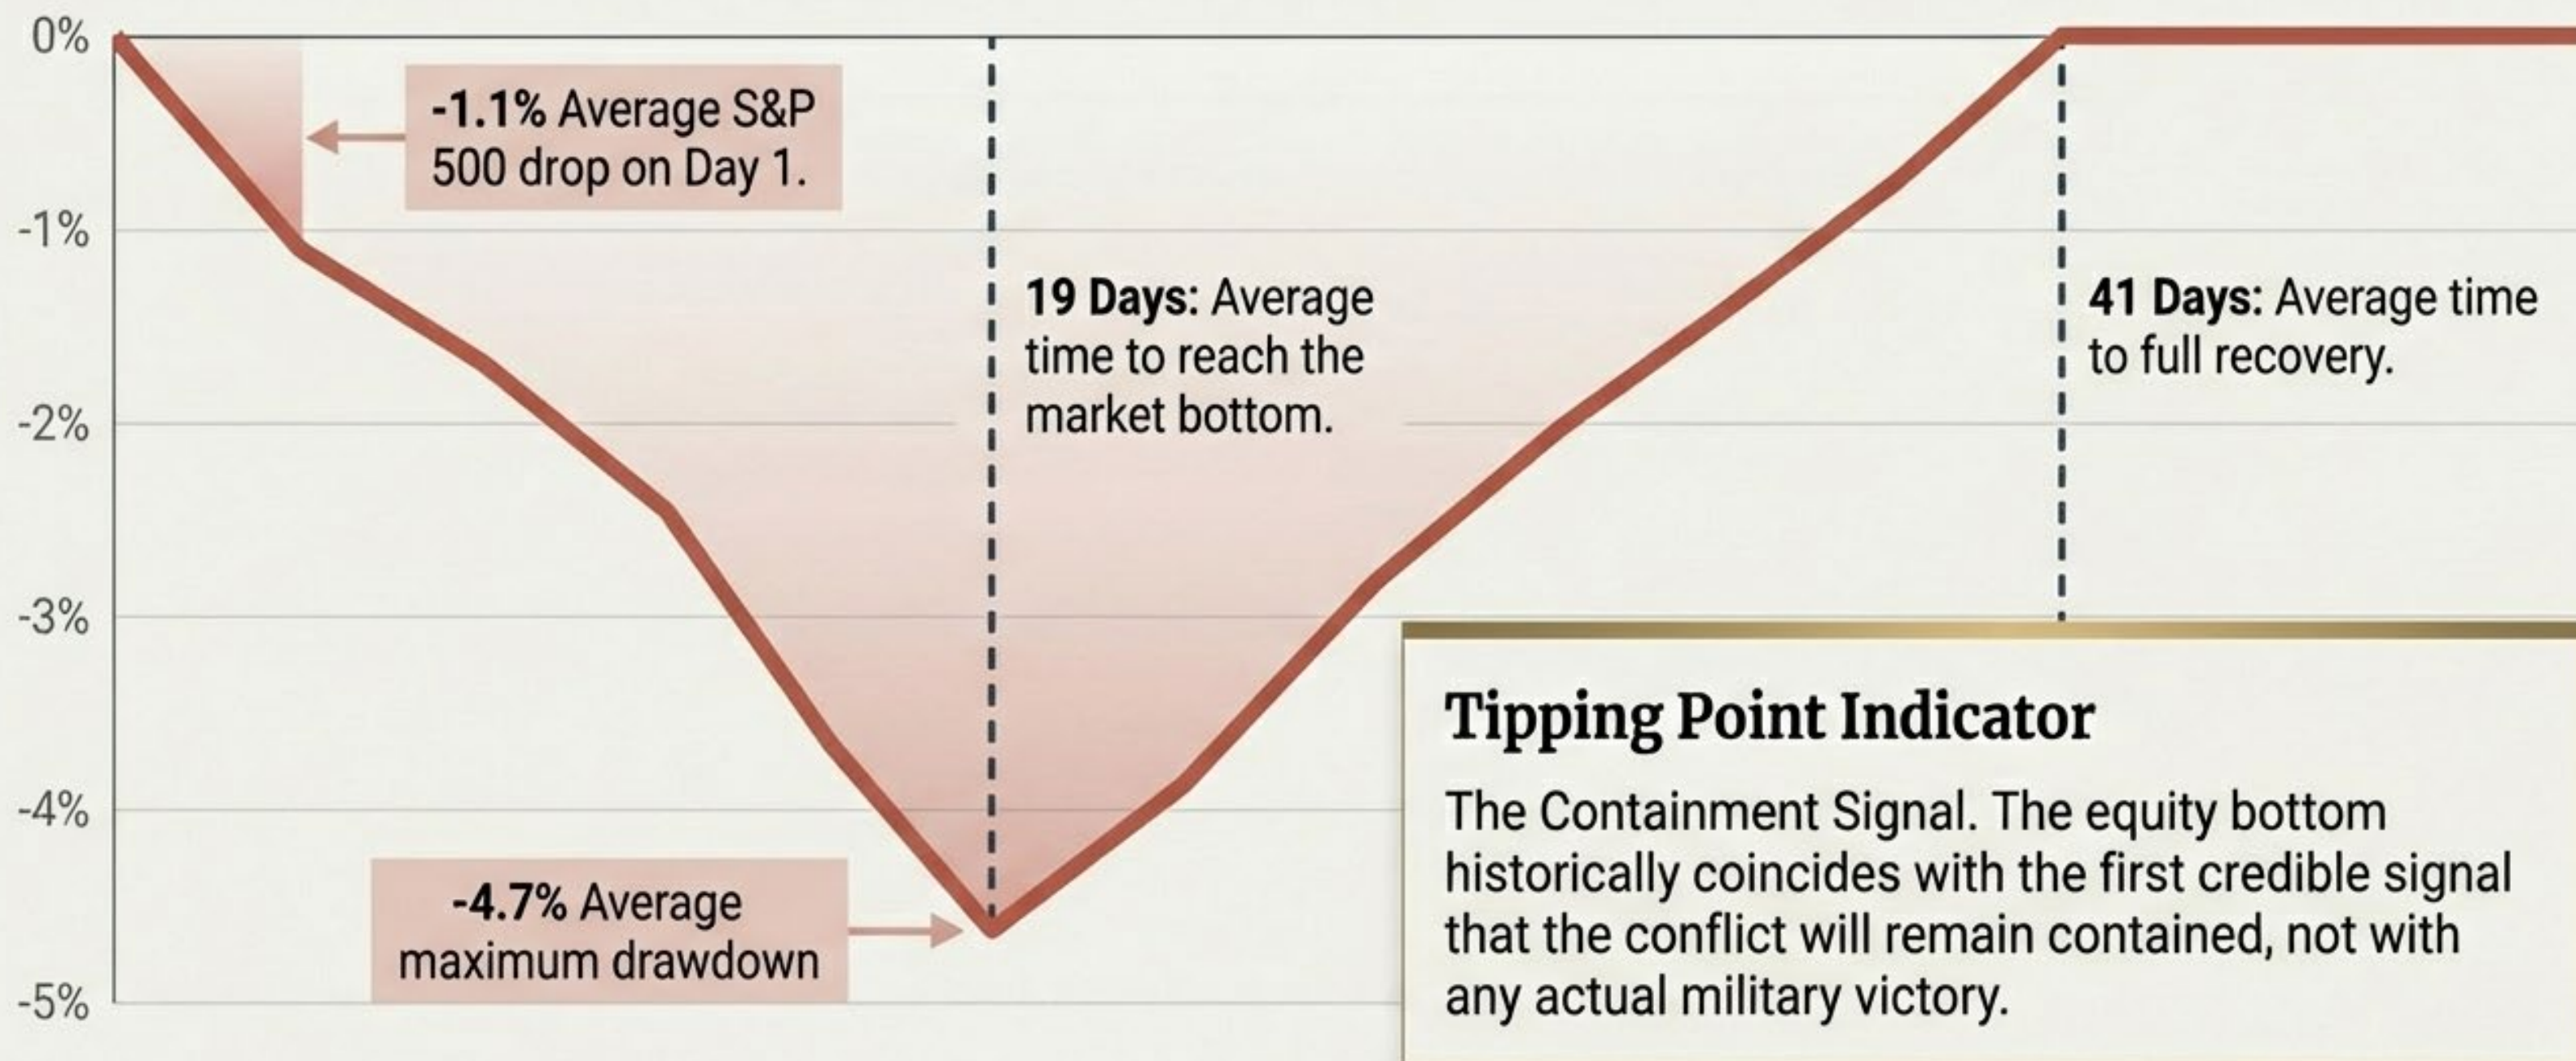 0%
-1.1% Average S&P
500 drop on Day 1.
-1%
19 Days: Average
time to reach the
market bottom.
41 Days: Average time
to full recovery.
-2%
-3%
Tipping Point Indicator
The Containment Signal. The equity bottom
historically coincides with the first credible signal
that the conflict will remain contained, not with
any actual military victory.
-4%
-4.7% Average
maximum drawdown
-5%